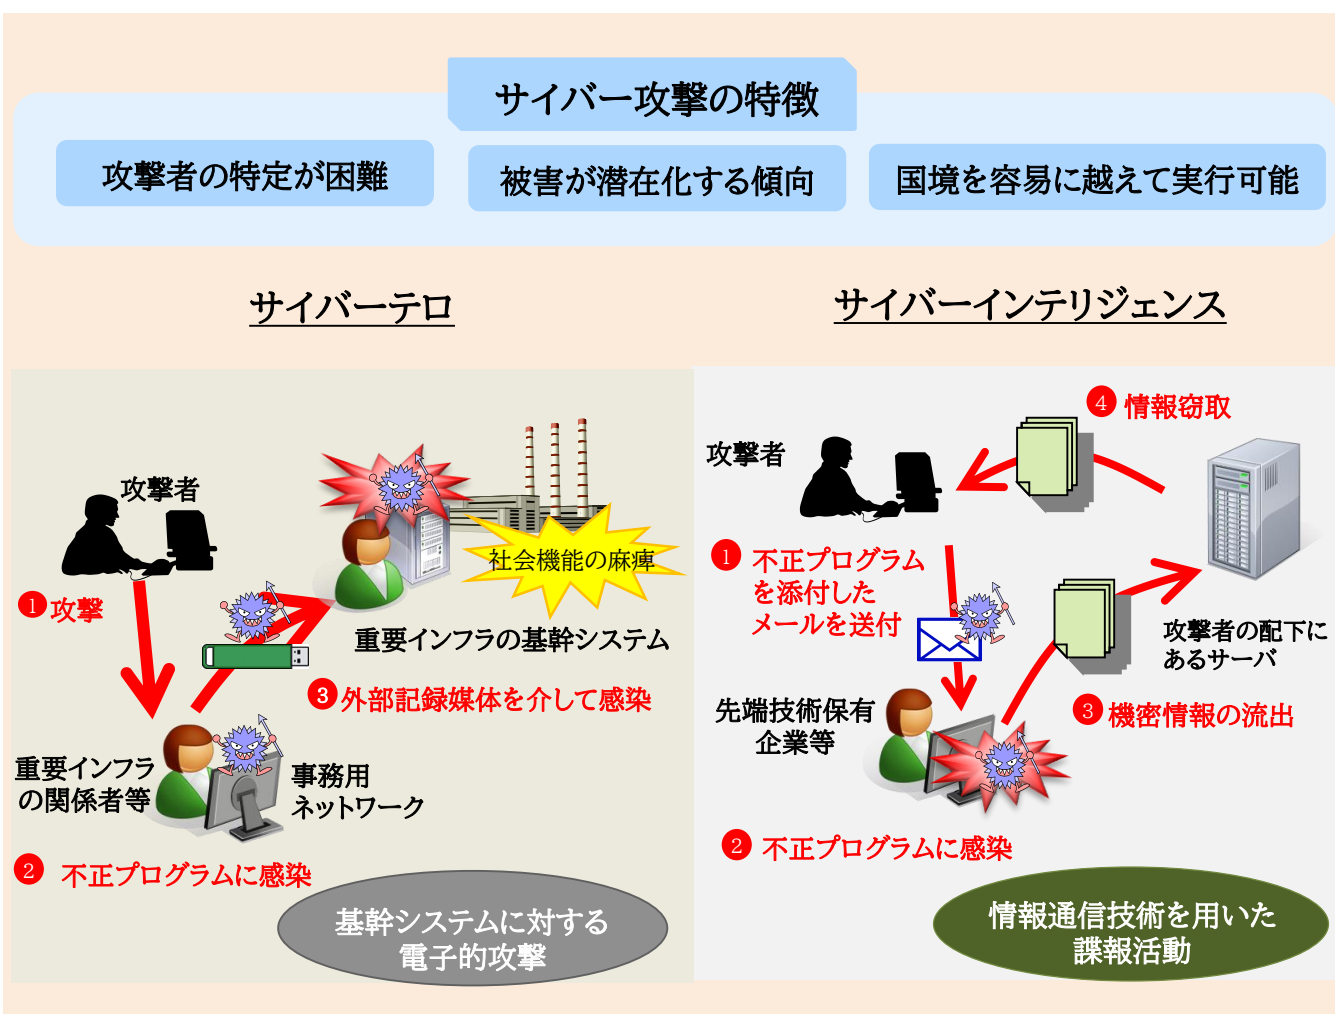 サイバー攻撃の特徴
攻撃者の特定が困難
被害が潜在化する傾向
国境を容易に越えて実行可能
サイバーテロ
攻撃者
❶攻撃
社会機能の麻痺
重要インフラの基幹システム
❸外部記録媒体を介して感染
重要インフラ
の関係者等
事務用
ネットワーク
❷ 不正プログラムに感染
基幹システムに対する
電子的攻撃
サイバーインテリジェンス
❹ 情報窃取
攻撃者
❶ 不正プログラム
を添付した
メールを送付
攻撃者の配下に
あるサーバ
先端技術保有
企業等
❸ 機密情報の流出
❷ 不正プログラムに感染
情報通信技術を用いた
諜報活動